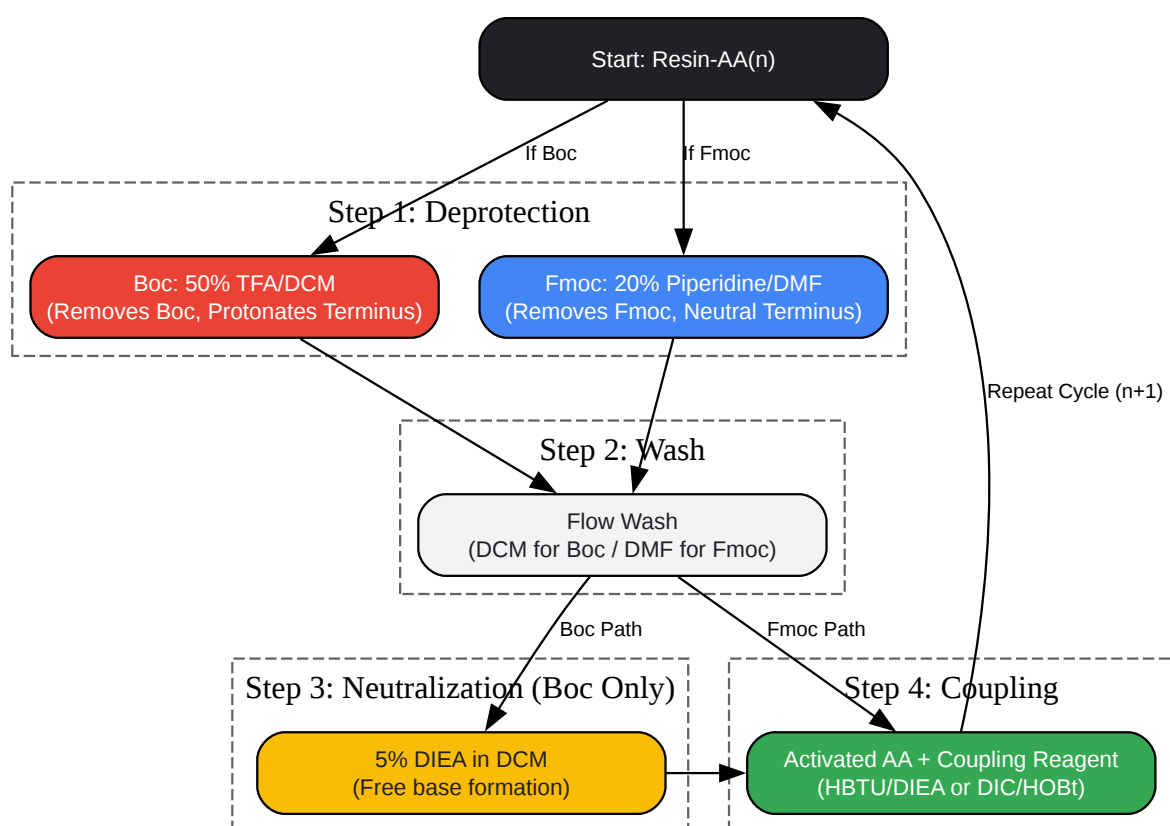 Start: Resin-AA(n)
If Boc
If Fmoc
Step 1: Deprotection
Boc: 50% TFA/DCM
(Removes Boc, Protonates Terminus)
Fmoc: 20% Piperidine/DMF
(Removes Fmoc, Neutral Terminus)
Repeat Cycle (n+1)
Step 2: Wash
Flow Wash
(DCM for Boc / DMF for Fmoc)
Boc Path
Fmoc Path
Step 3: Neutralization (Boc Only)
5% DIEA in DCM
(Free base formation)
Step 4: Coupling
Activated AA + Coupling Reagent
(HBTU/DIEA or DIC/HOBt)